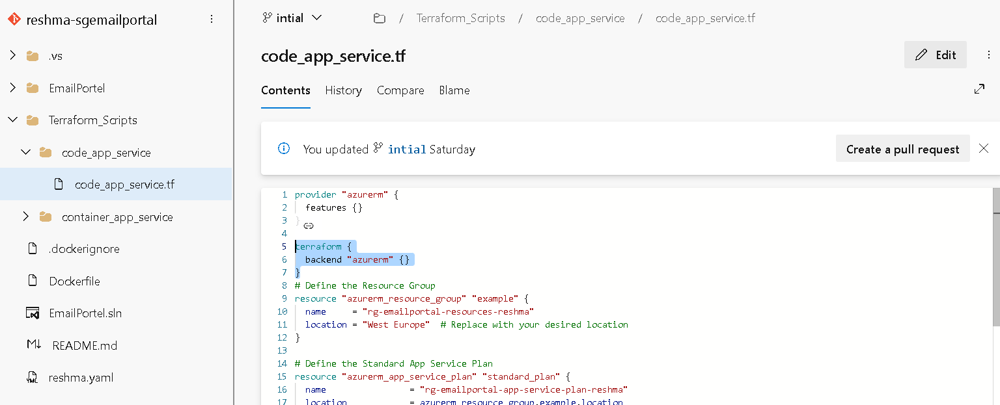 reshma-sgemailportal
.vs
EmailPortel
Terraform_Scripts
code_app_service
code_app_service.tf
container_app_service
.dockerignore
Dockerfile
EmailPortel.sln
README.md
reshma.yaml
intial
/ Terraform_Scripts / code_app_service / code_app_service.tf
code_app_service.tf
Edit
Contents History Compare Blame
You updated intial Saturday
Create a pull request
1 provider "azurerm" {
2   features {}
3 }
4
5 terraform {
6   backend "azurerm" {}
7 }
8 # Define the Resource Group
9 resource "azurerm_resource_group" "example" {
10   name     = "rg-emailportal-resources-reshma"
11   location = "West Europe"  # Replace with your desired location
12 }
13
14 # Define the Standard App Service Plan
15 resource "azurerm_app_service_plan" "standard_plan" {
16   name                = "rg-emailportal-app-service-plan-reshma"
17   location            = azurerm_resource_group.example.location